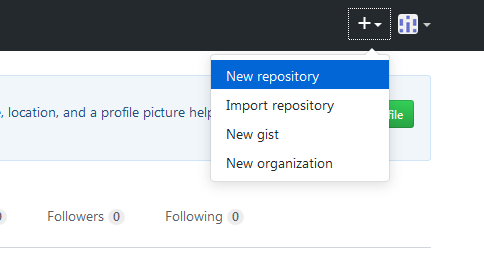 New repository
, location, and a profile picture help
file
Import repository
New gist
New organization
0
Followers 0
Following 0